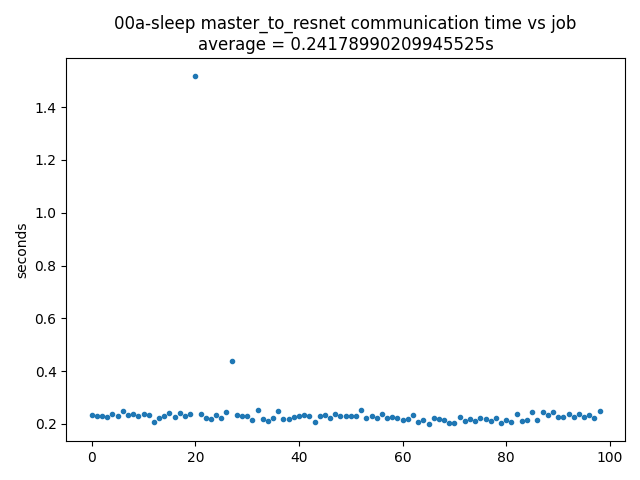 00a-sleep master_to_resnet communication time vs job
average = 0.24178990209945525s
seconds
1.4
1.2
1.0
0.8
0.6
0.4
0.2
0 20 40 60 80 100